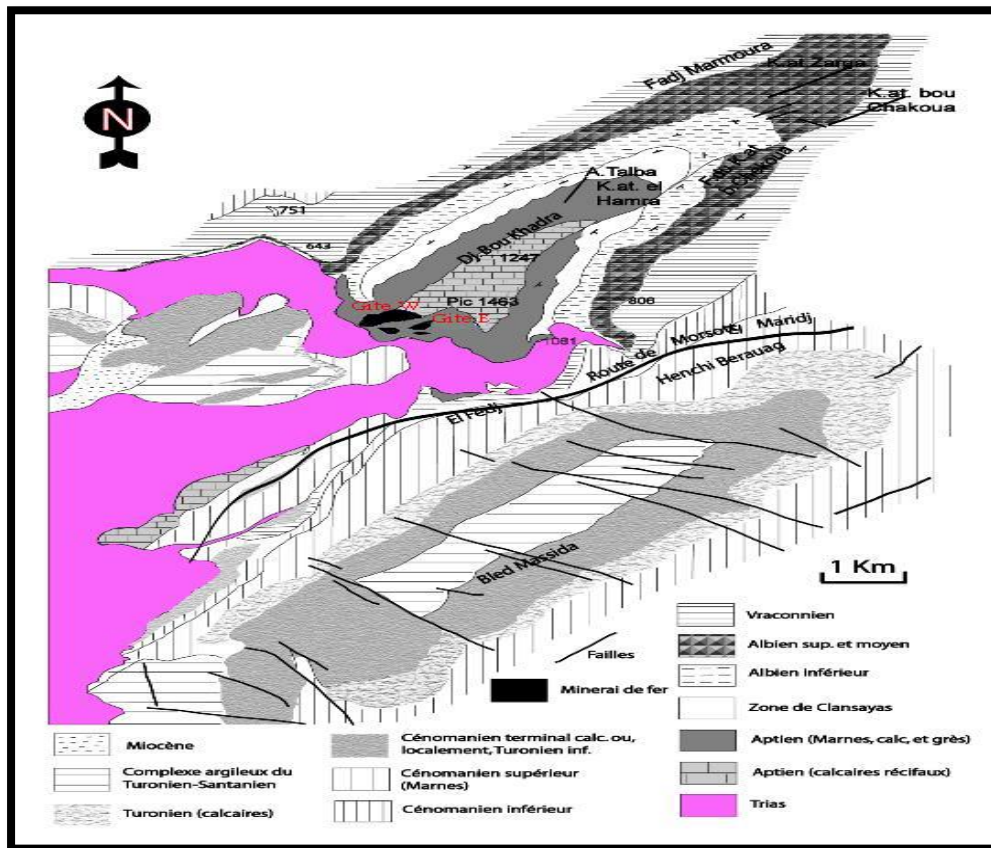 Fadj Marmoura
K.at Zarga
K.at. bou
Chakoua
N
A.Talba
K.at. el
Hamra
751
Dj Bou Khadra
643
1247
Gite W
Pic 1463
Gite E
806
1081
Route de Morsott
Maridj
Henchi Berauag
El Fedj
Bled Massida
1 Km
Failles
Minerai de fer
Vraconnien
Albien sup. et moyen
Albien Inférieur
Zone de Clansayas
Aptien (Marnes, calc, et grès)
Aptien (calcaires récifaux)
Trias
Miocène
Complexe argileux du
Turonien-Santanien
Turonien (calcaires)
Cénomanien terminal calc. ou,
localement, Turonien inf.
Cénomanien supérieur
(Marnes)
Cénomanien inférieur